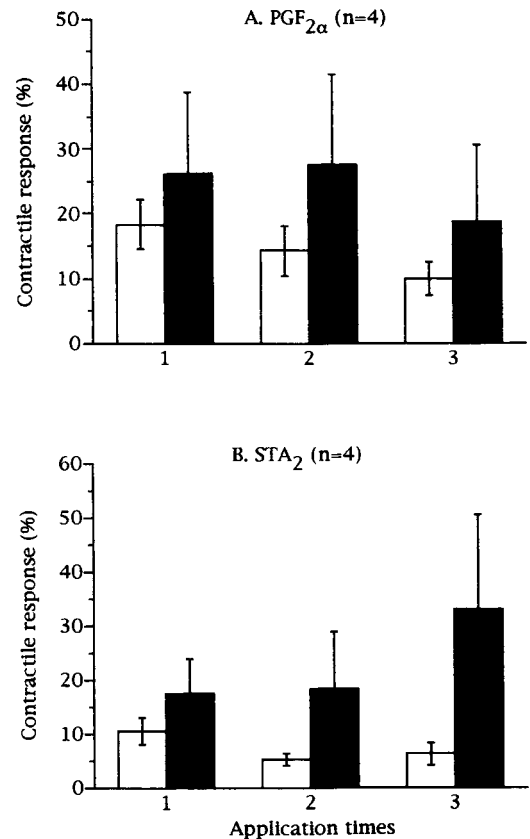 A. PGF2α (n=4)
Contractile response (%)
50
40
30
20
10
0
1 2 3
B. STA2 (n=4)
Contractile response (%)
60
50
40
30
20
10
0
1 2 3
Application times